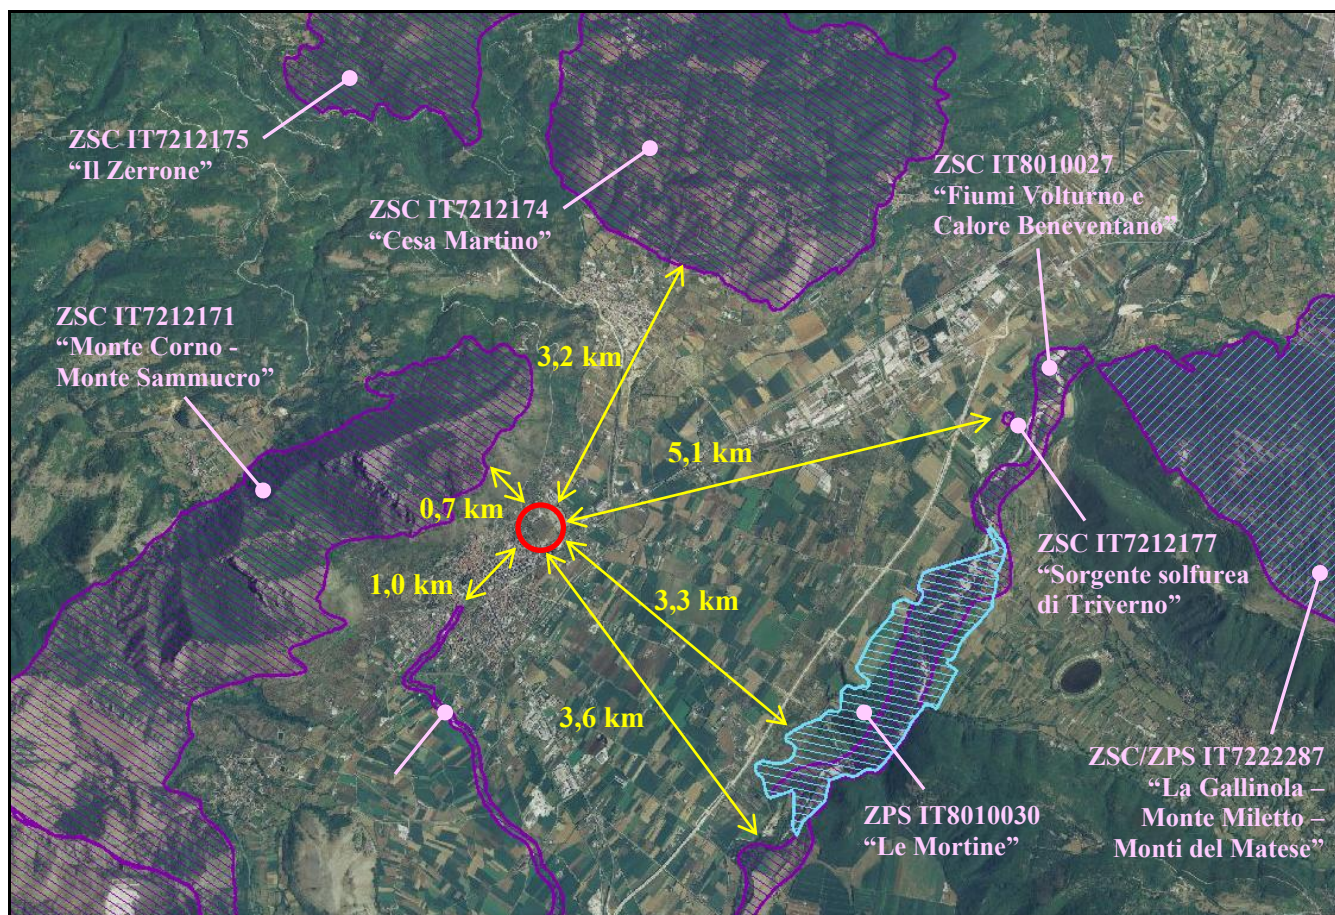 ZSC IT7212175
“Il Zerrone”
ZSC IT7212174
“Cesa Martino”
ZSC IT8010027
“Fiumi Volturno e
Calore Beneventano”
ZSC IT7212171
“Monte Corno -
Monte Sammucro”
3,2 km
5,1 km
0,7 km
1,0 km
3,3 km
3,6 km
ZSC IT7212177
“Sorgente solfurea
di Triverno”
ZPS IT8010030
“Le Mortine”
ZSC/ZPS IT7222287
“La Gallinola –
Monte Miletto –
Monti del Matese”